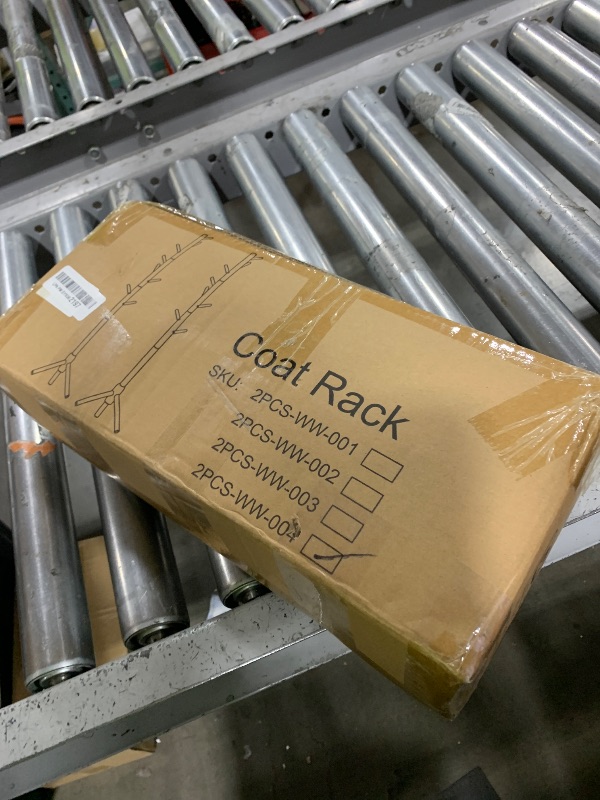 Coat Rack
SKU: 2PCS-WW-001
2PCS-WW-002
2PCS-WW-003
2PCS-WW-004